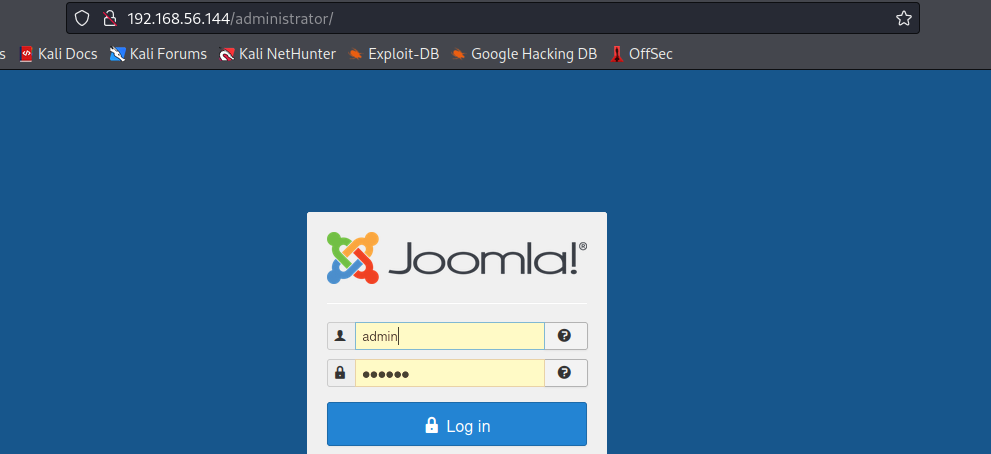 192.168.56.144/administrator/
s Kali Docs Kali Forums Kali NetHunter Exploit-DB Google Hacking DB OffSec
Joomla!®
admin
Log in